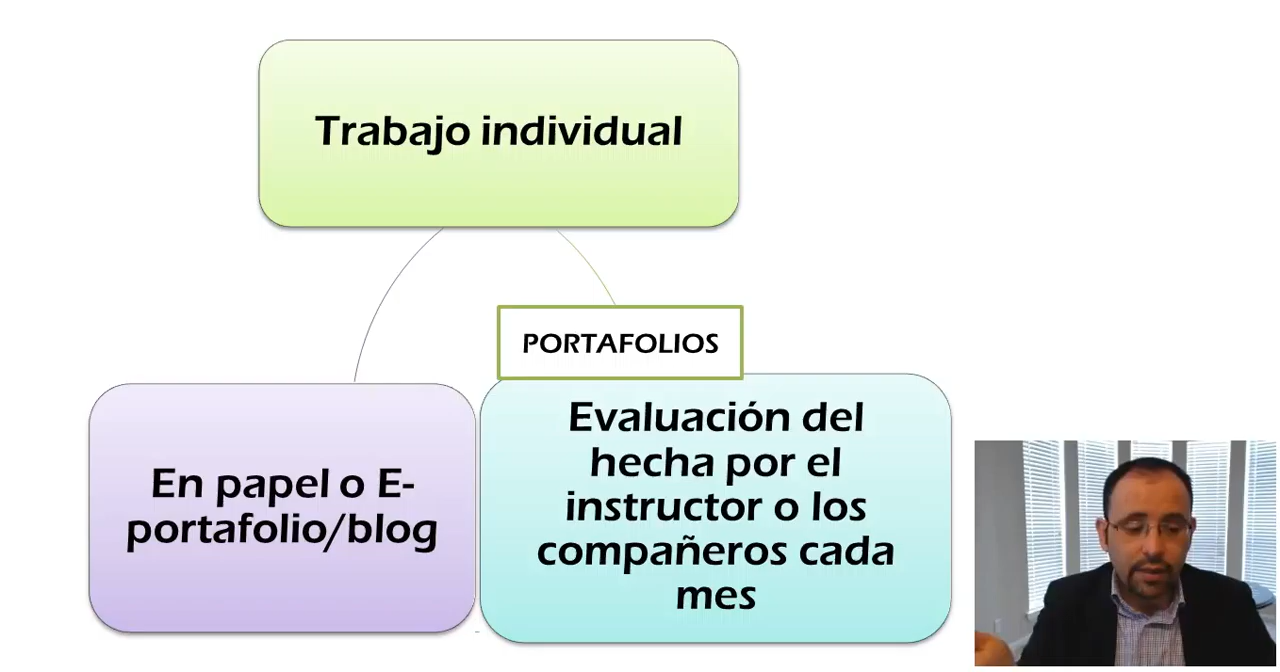 Trabajo individual
PORTAFOLIOS
En papel o E-
portafolio/blog
Evaluación del
hecha por el
instructor o los
compañeros cada
mes